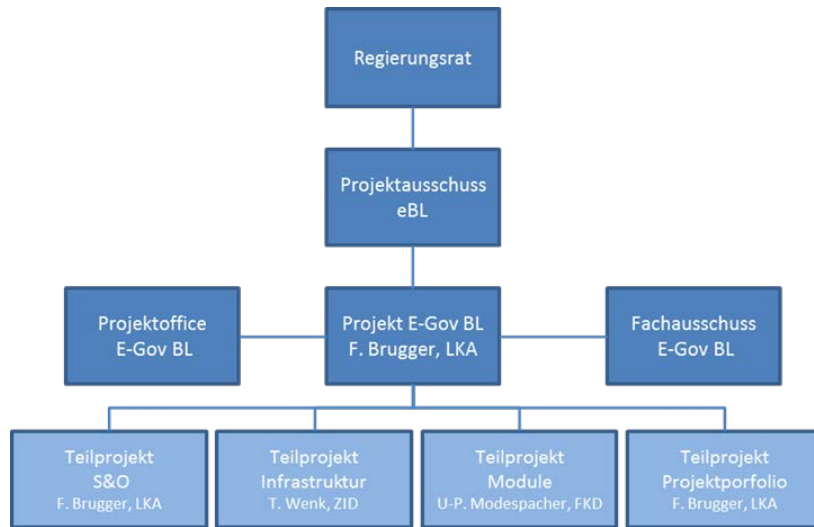 Regierungsrat
Projektausschuss
eBL
Projektoffice
E-Gov BL
Projekt E-Gov BL
F. Brugger, LKA
Fachausschuss
E-Gov BL
Teilprojekt
S&O
F. Brugger, LKA
Teilprojekt
Infrastruktur
T. Wenk, ZID
Teilprojekt
Module
U-P. Modespacher, FKD
Teilprojekt
Projektporfolio
F. Brugger, LKA